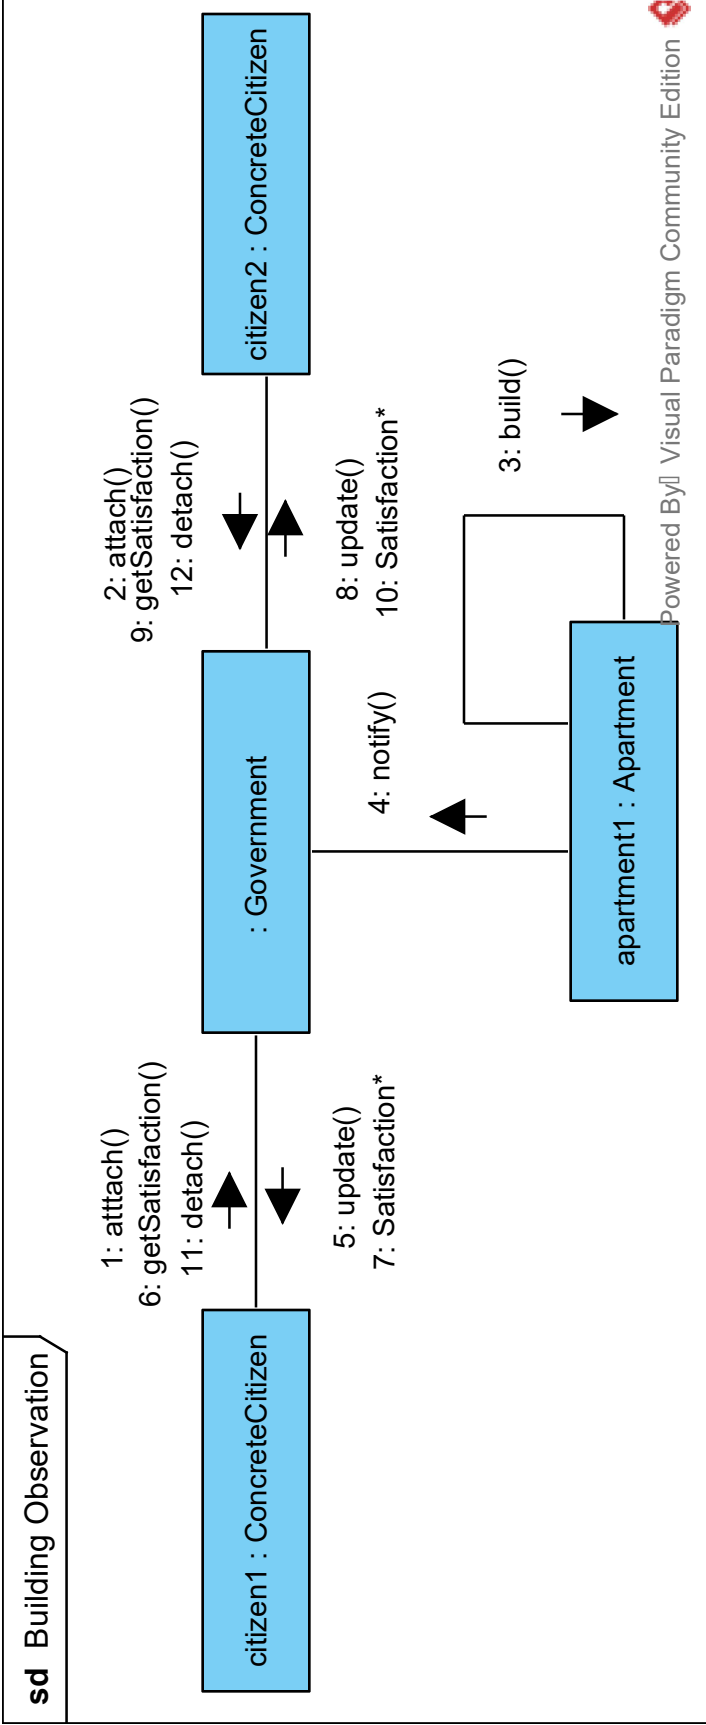 sd Building Observation
1: atttach()
6: getSatisfaction()
11: detach()
2: attach()
9: getSatisfaction()
12: detach()
citizen1 : ConcreteCitizen
: Government
citizen2 : ConcreteCitizen
5: update()
7: Satisfaction*
8: update()
10: Satisfaction*
4: notify()
3: build()
apartment1 : Apartment
Powered By Visual Paradigm Community Edition